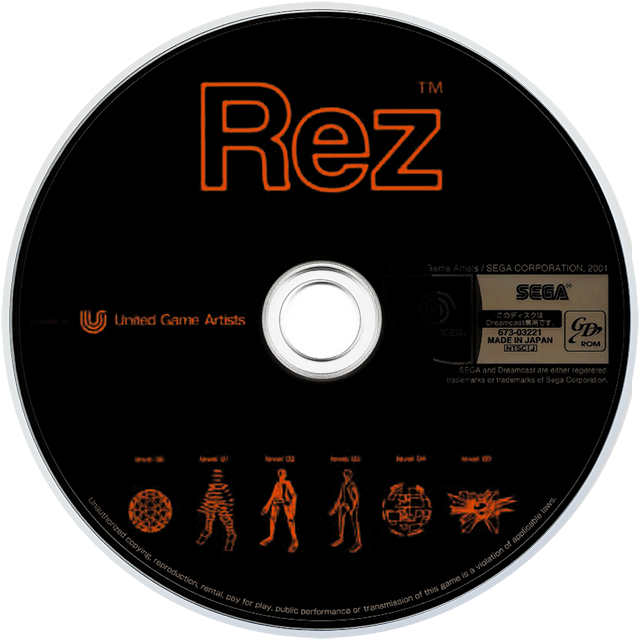 Rez™
Game Artists / SEGA CORPORATION, 2001
SEGA®
このディスクは
Dreamcast専用です。
673-03221
MADE IN JAPAN
NTSC J
GD
ROM
United Game Artists
SEGA and Dreamcast are either registered
trademarks or trademarks of Sega Corporation.
level 00 level 01 level 02 level 03 level 04 level 05
Unauthorized copying, reproduction, rental, pay for play, public performance or transmission of this game is a violation of applicable laws.